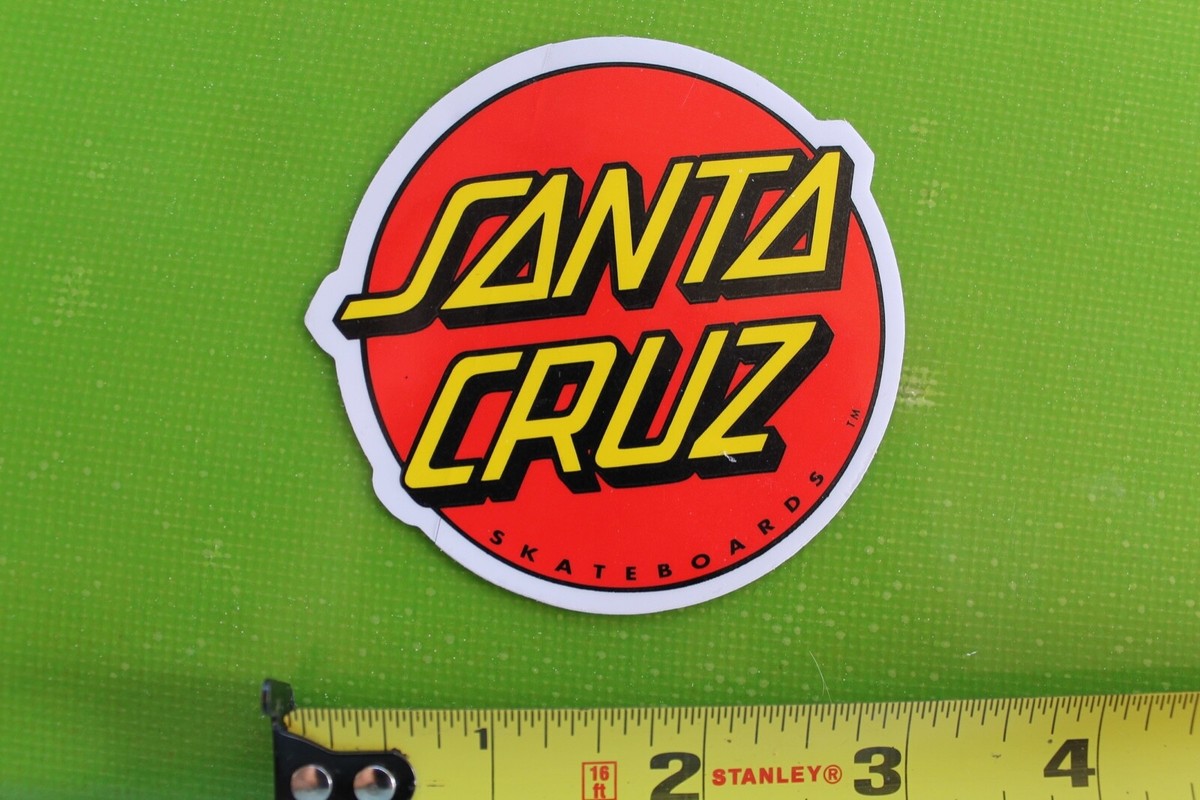 SANTA
CRUZ
TM
SKATEBOARDS
1 2 3 4
16
ft
STANLEY®